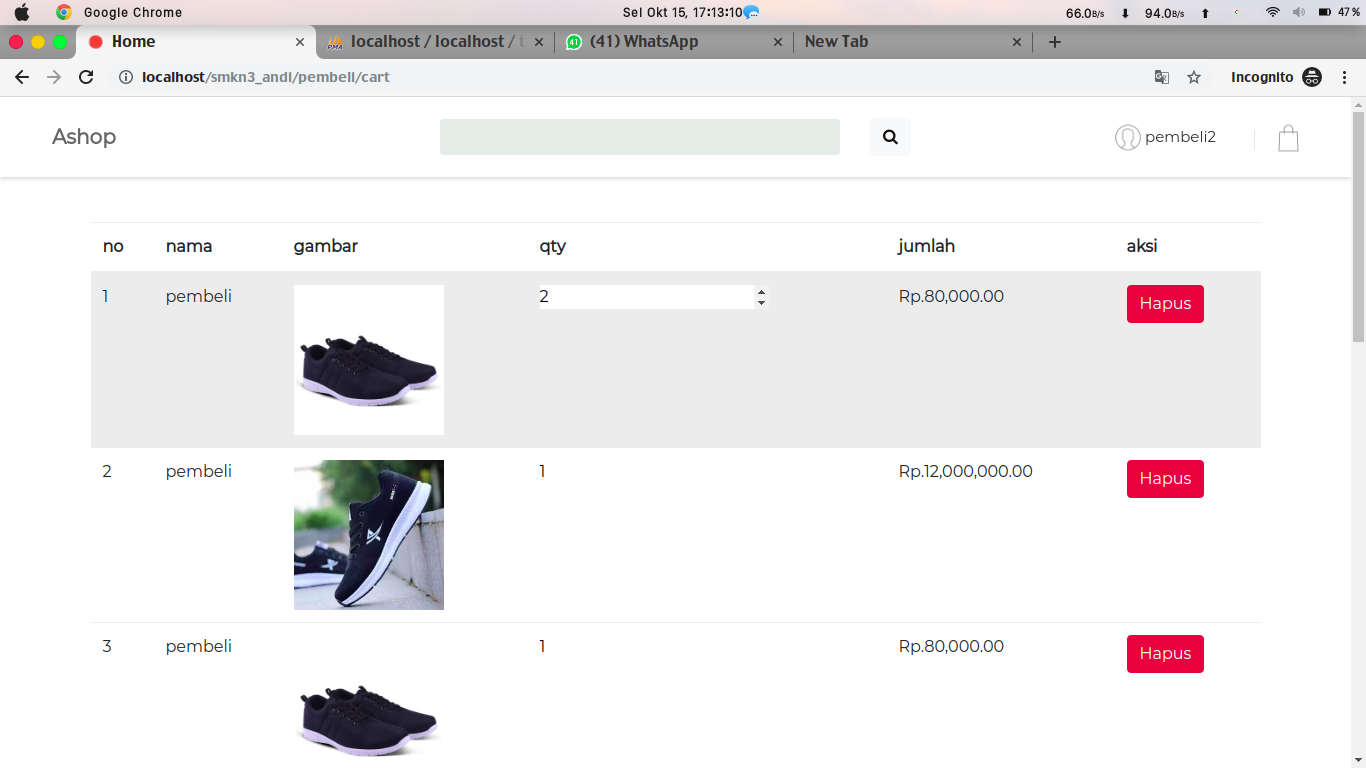 Google Chrome
Sel Okt 15, 17:13:10
66.0B/s 94.0B/s 47%
Home
localhost / localhost / t
(41) WhatsApp
New Tab
localhost/smkn3_andi/pembeli/cart
Incognito
Ashop
pembeli2
no nama gambar qty jumlah aksi
1 pembeli 2 Rp.80,000.00 Hapus
2 pembeli 1 Rp.12,000,000.00 Hapus
3 pembeli 1 Rp.80,000.00 Hapus